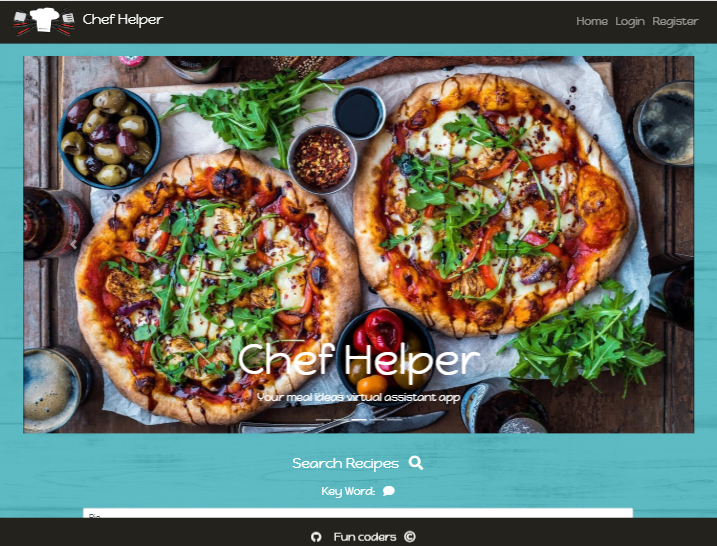 Chef Helper
Home Login Register
Chef Helper
Your meal ideas virtual assistant app
Search Recipes
Key Word:
Fun coders ©